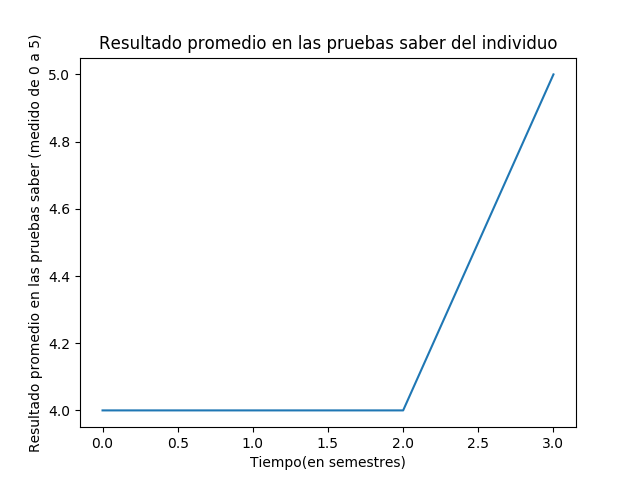 Resultado promedio en las pruebas saber del individuo
Resultado promedio en las pruebas saber (medido de 0 a 5)
5.0
4.8
4.6
4.4
4.2
4.0
0.0 0.5 1.0 1.5 2.0 2.5 3.0
Tiempo(en semestres)